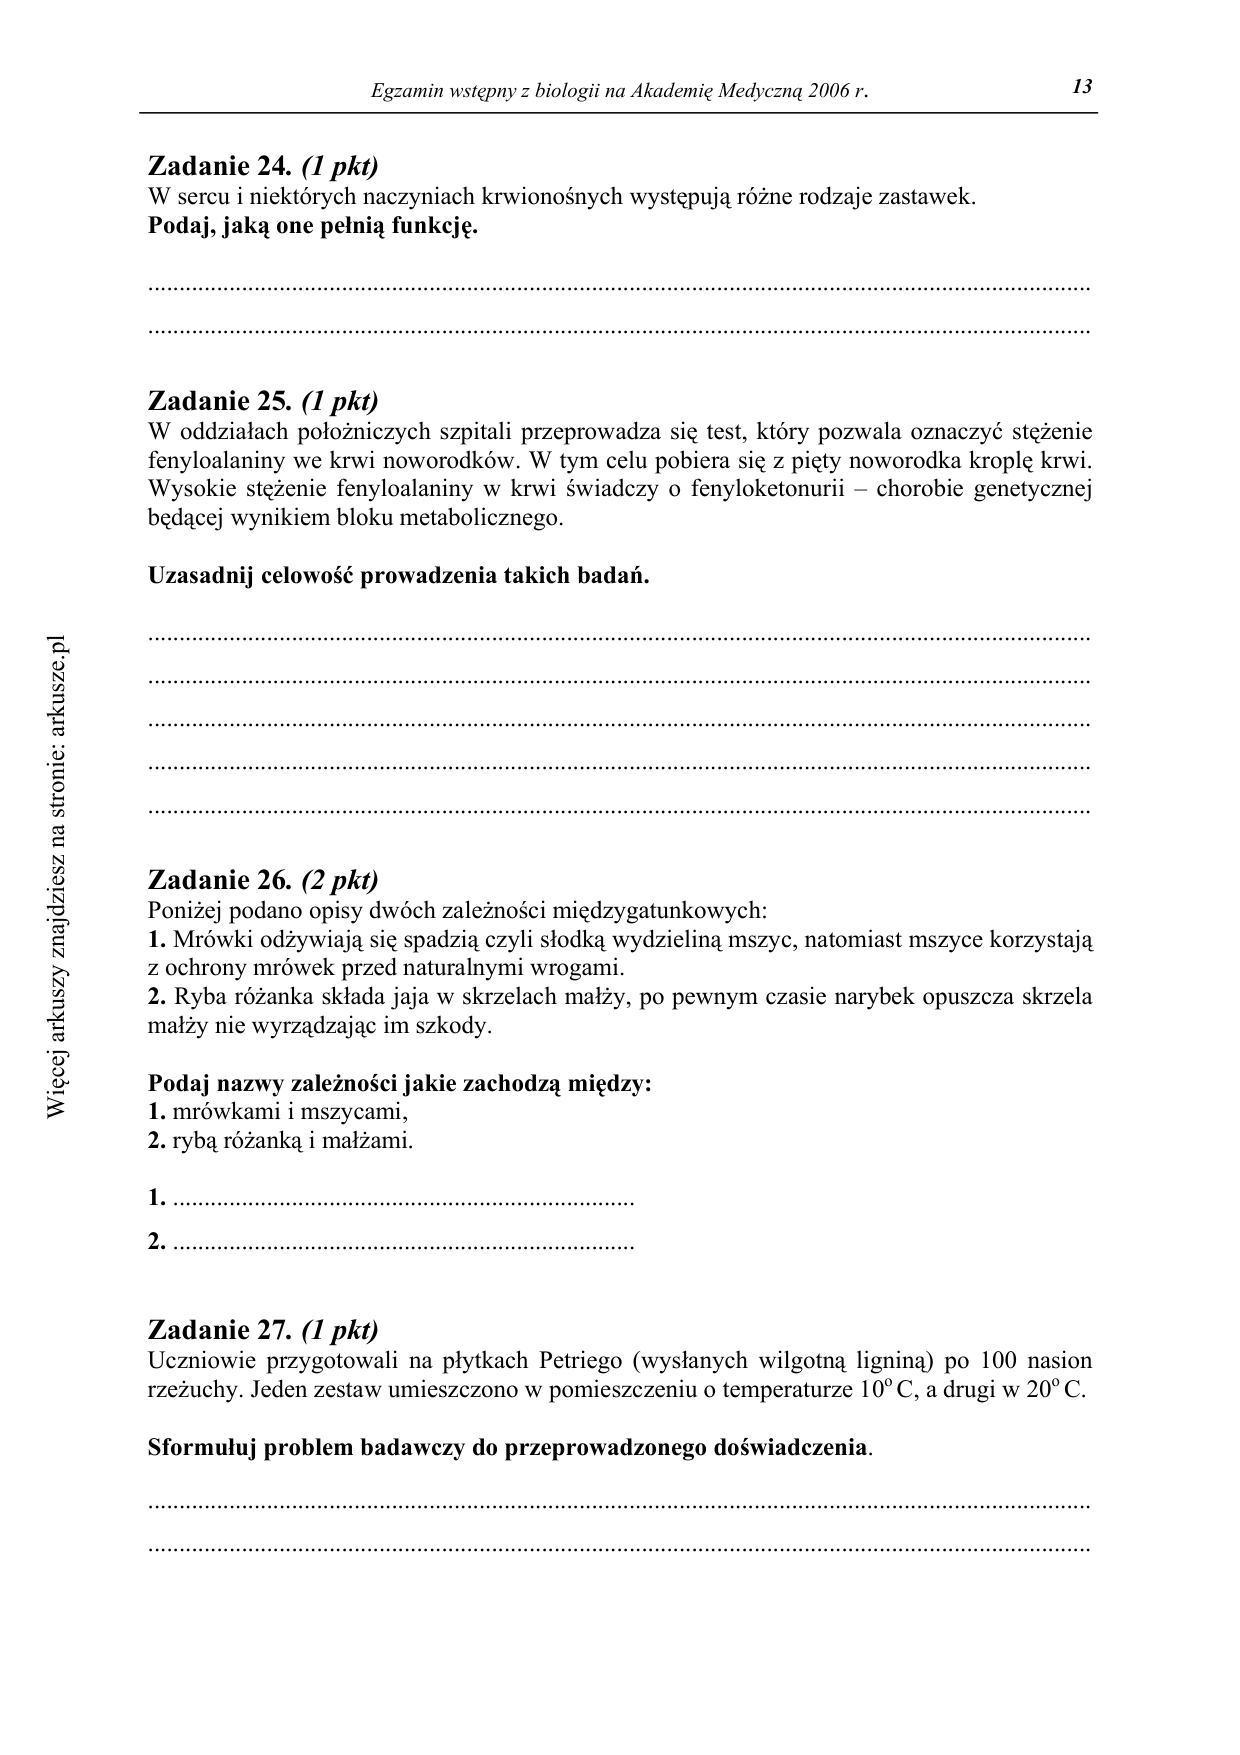 Egzamin wstępny z biologii na Akademię Medyczną 2006 r.
13
Zadanie 24. (1 pkt)
W sercu i niektórych naczyniach krwionośnych występują różne rodzaje zastawek.
Podaj, jaką one pełnią funkcję.
Zadanie 25. (1 pkt)
W oddziałach położniczych szpitali przeprowadza się test, który pozwala oznaczyć stężenie
fenyloalaniny we krwi noworodków. W tym celu pobiera się z pięty noworodka kroplę krwi.
Wysokie stężenie fenyloalaniny w krwi świadczy o fenyloketonurii – chorobie genetycznej
będącej wynikiem bloku metabolicznego.
Uzasadnij celowość prowadzenia takich badań.
Zadanie 26. (2 pkt)
Poniżej podano opisy dwóch zależności międzygatunkowych:
1. Mrówki odżywiają się spadzią czyli słodką wydzieliną mszyc, natomiast mszyce korzystają
z ochrony mrówek przed naturalnymi wrogami.
2. Ryba różanka składa jaja w skrzelach małży, po pewnym czasie narybek opuszcza skrzela
małży nie wyrządzając im szkody.
Podaj nazwy zależności jakie zachodzą między:
1. mrówkami i mszycami,
2. rybą różanką i małżami.
1. ..........................................................................
2. ..........................................................................
Zadanie 27. (1 pkt)
Uczniowie przygotowali na płytkach Petriego (wysłanych wilgotną ligniną) po 100 nasion
rzeżuchy. Jeden zestaw umieszczono w pomieszczeniu o temperaturze 10º C, a drugi w 20º C.
Sformułuj problem badawczy do przeprowadzonego doświadczenia.
Więcej arkuszy znajdziesz na stronie: arkusze.pl